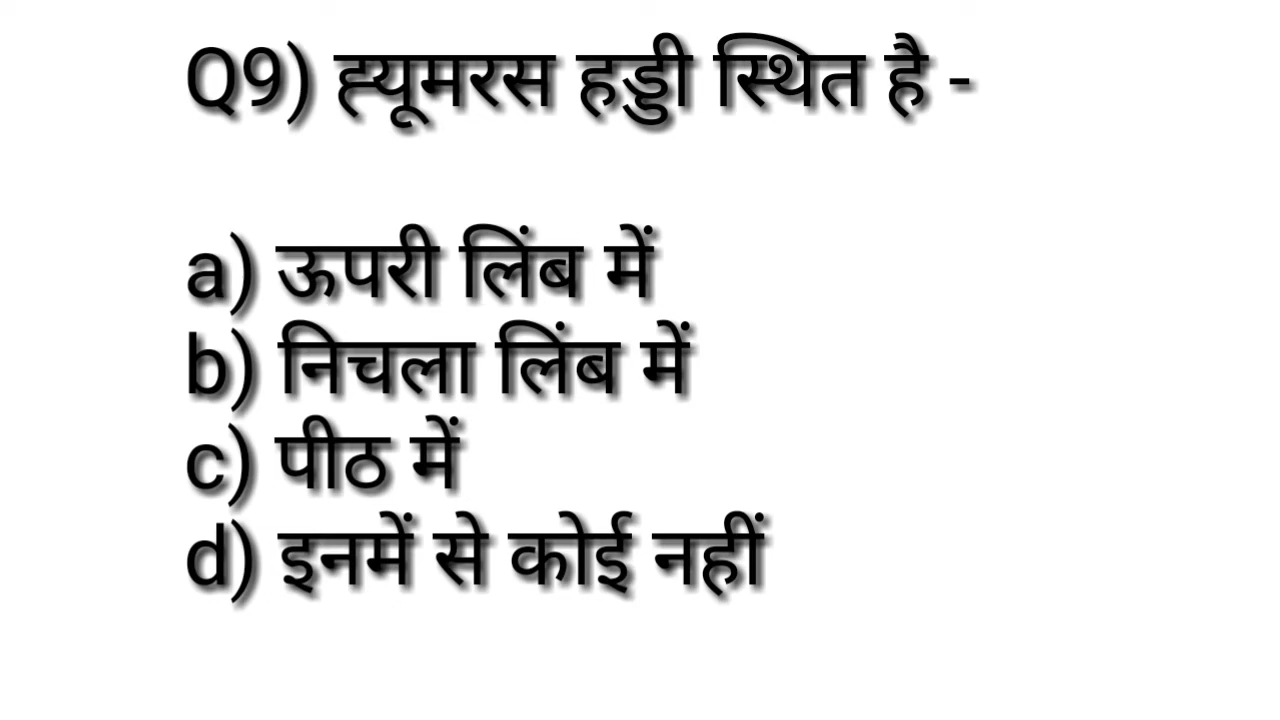 Q9) ह्यूमरस हड्डी स्थित है -
a) ऊपरी लिंब में
b) निचला लिंब में
c) पीठ में
d) इनमें से कोई नहीं